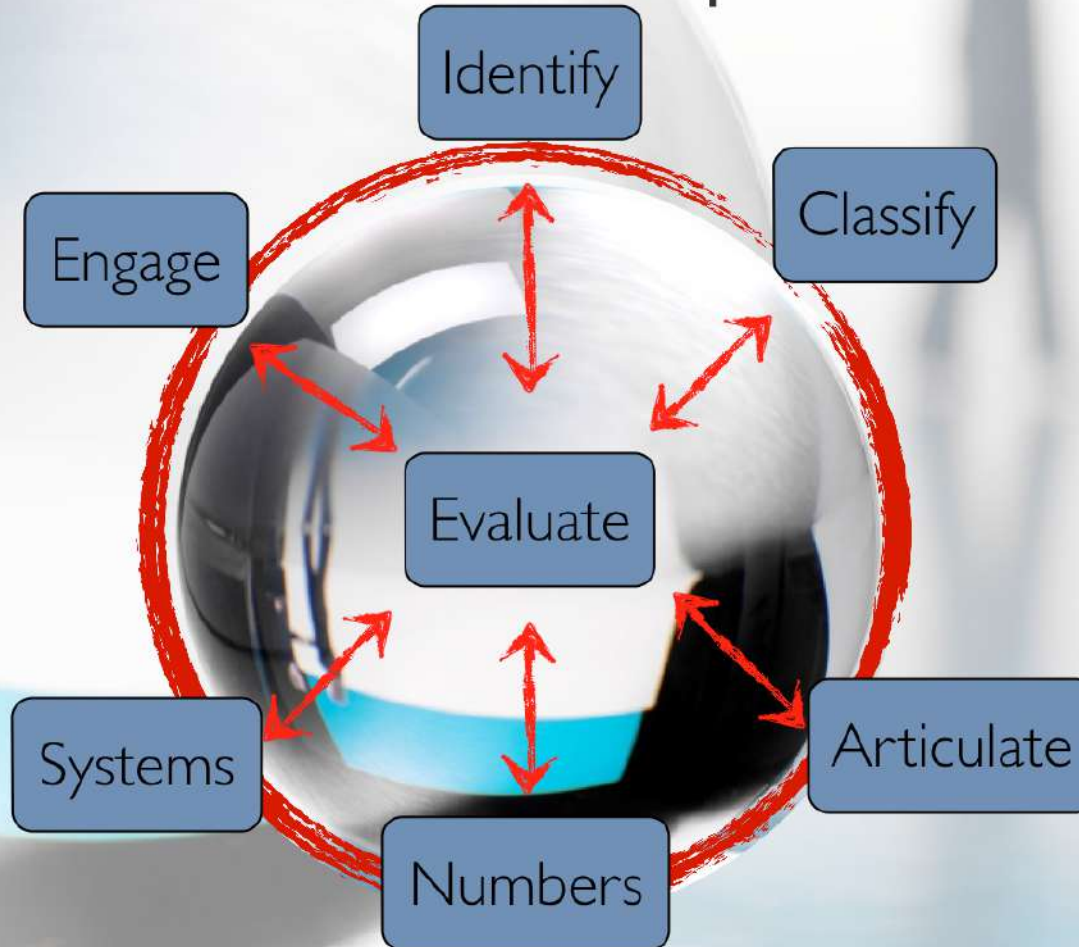 Identify
Classify
Engage
Evaluate
Systems
Articulate
Numbers